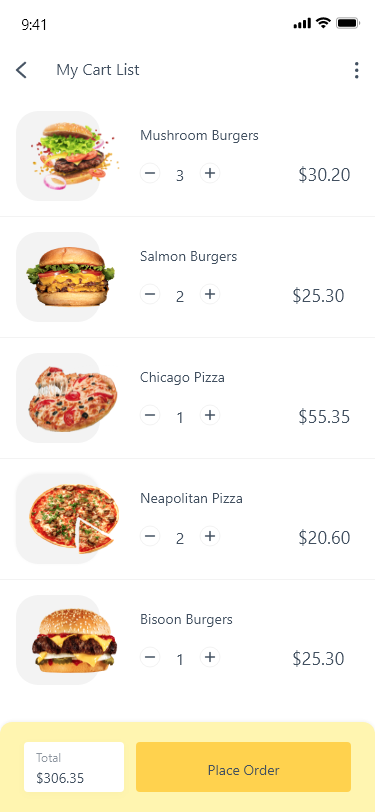 9:41
My Cart List
Mushroom Burgers
3
$30.20
Salmon Burgers
2
$25.30
Chicago Pizza
1
$55.35
Neapolitan Pizza
2
$20.60
Bisoon Burgers
1
$25.30
Total
$306.35
Place Order